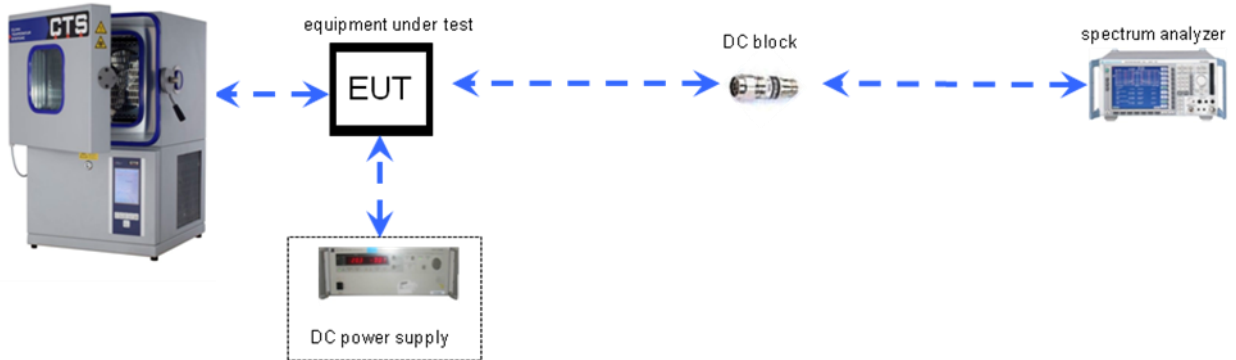 CTS
equipment under test
EUT
DC block
spectrum analyzer
DC power supply